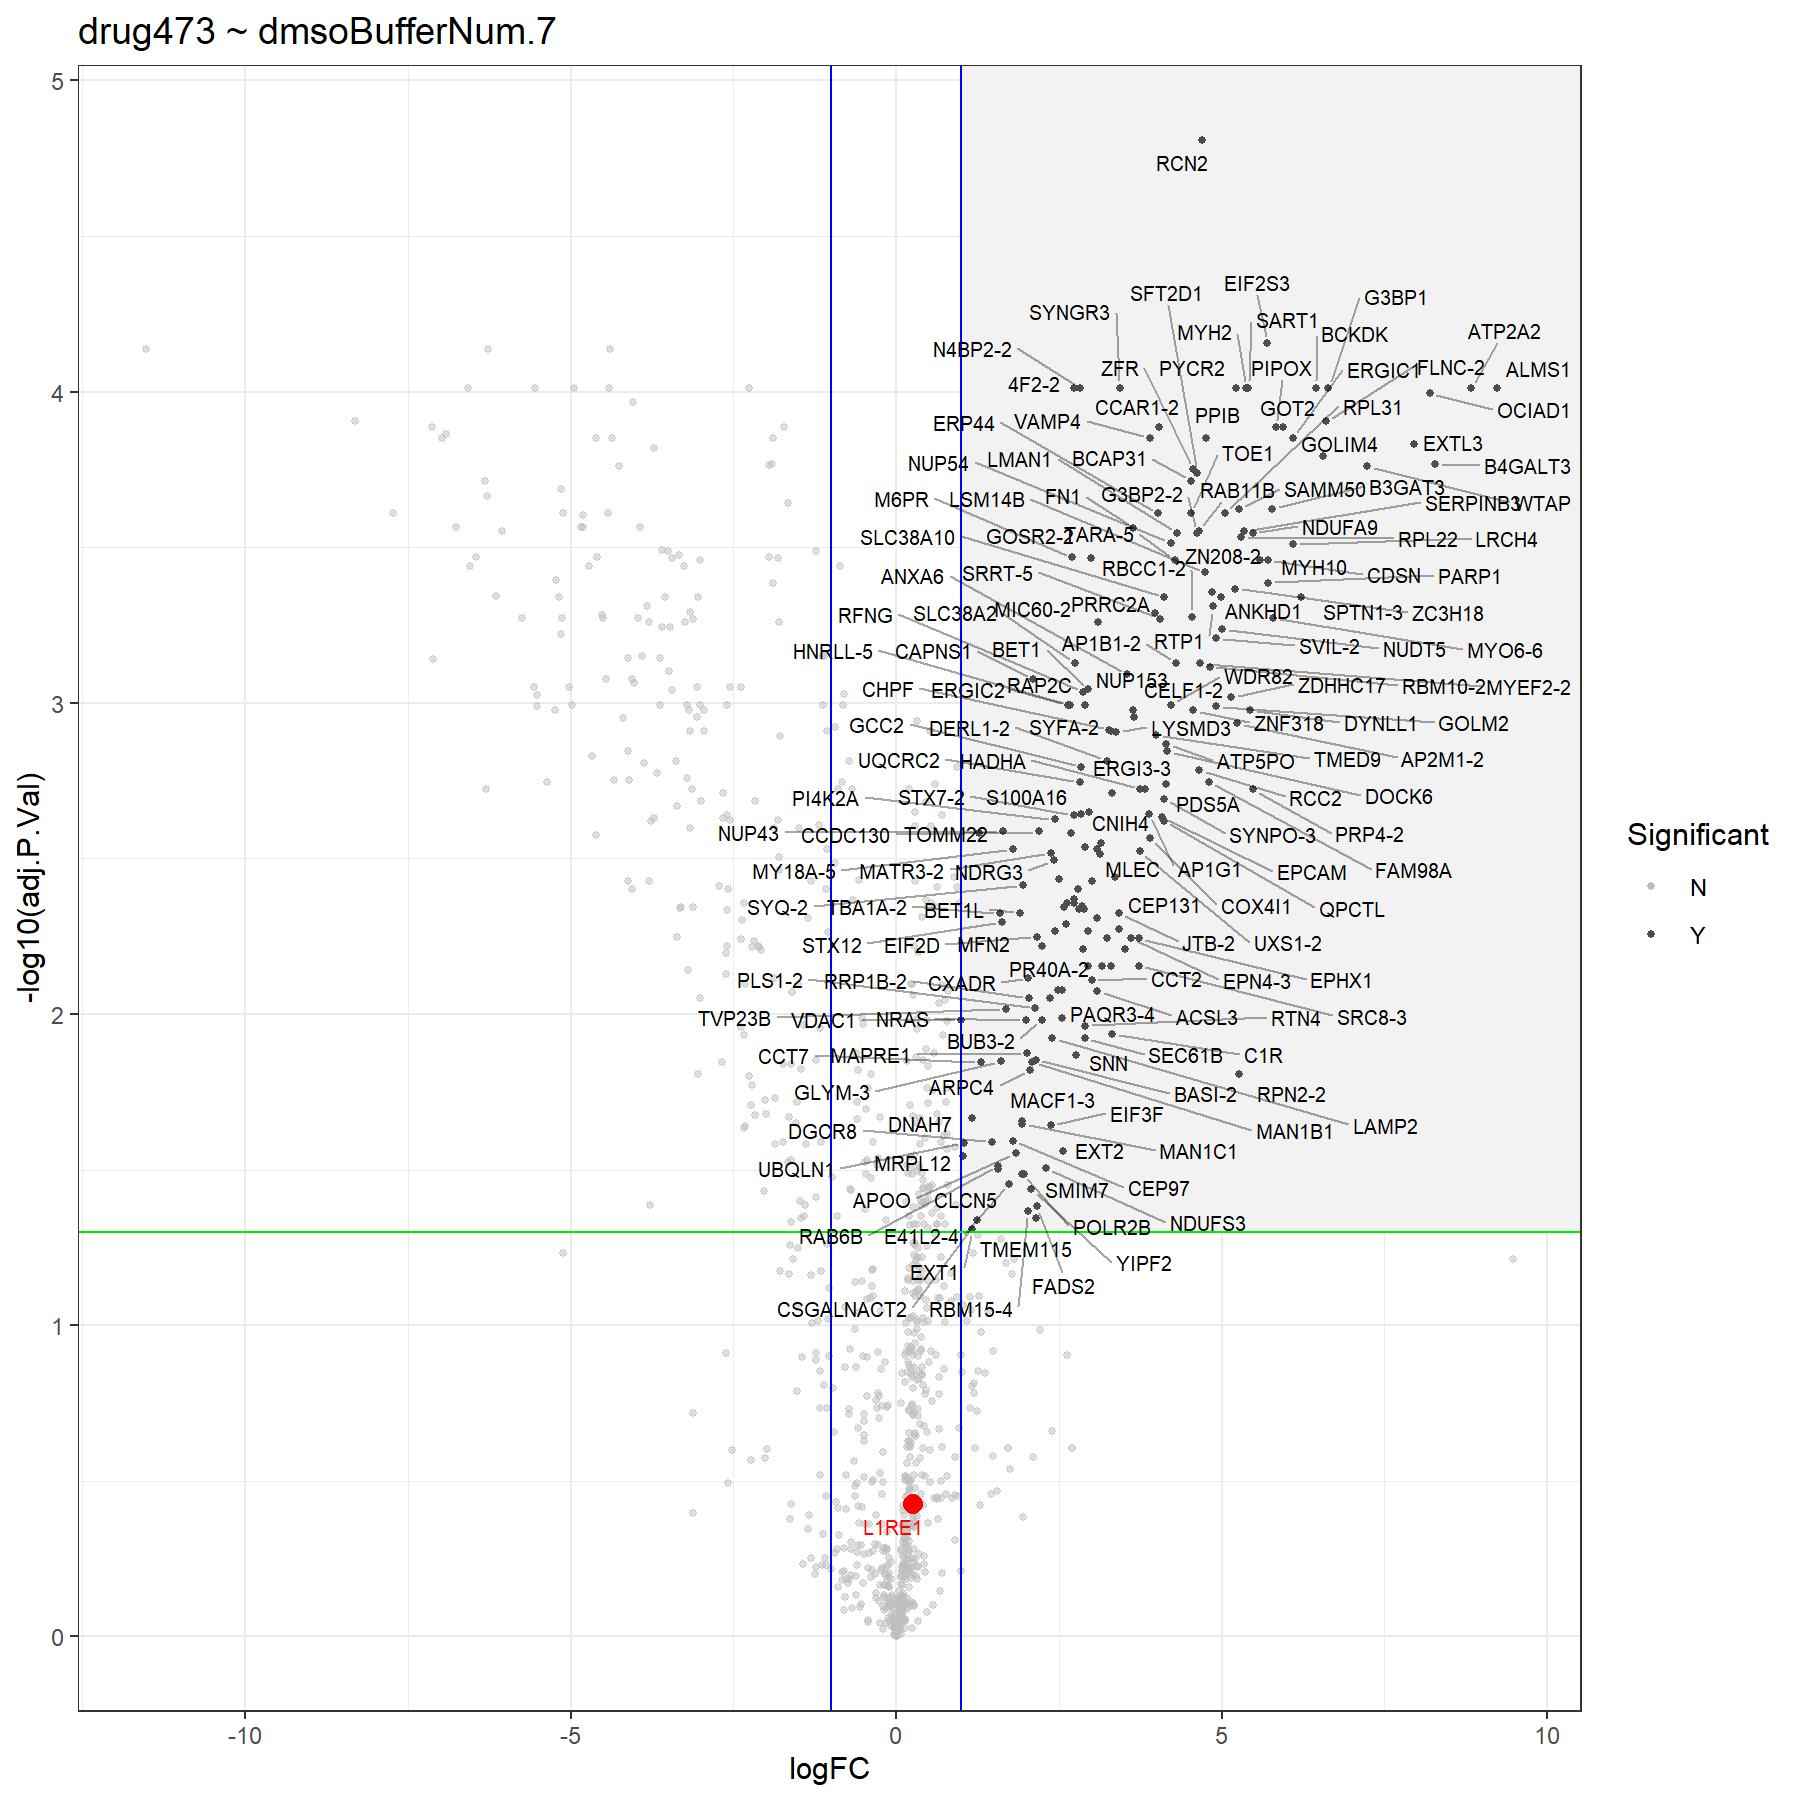 drug473 ~ dmsoBufferNum.7
5
4
3
2
1
0
-log10(adj.P.Val)
RCN2
EIF2S3
SFT2D1
G3BP1
SYNGR3
SART1
MYH2
BCKDK
ATP2A2
N4BP2-2
ZFR
PYCR2
PIPOX
ERGIC1
FLNC-2
ALMS1
4F2-2
CCAR1-2
PPIB
GOT2
RPL31
OCIAD1
ERP44
VAMP4
GOLIM4
EXTL3
NUP54
LMAN1
BCAP31
TOE1
B4GALT3
M6PR
LSM14B
FN1
G3BP2-2
RAB11B
SAMM50
B3GAT3
SERPINB3
WTAP
SLC38A10
GOSR2-2
TARA-5
NDUFA9
RPL22
LRCH4
ZN208-2
ANXA6
SRRT-5
RBCC1-2
MYH10
CDSN
PARP1
RFNG
SLC38A2
MIC60-2
PRRC2A
ANKHD1
SPTN1-3
ZC3H18
HNRLL-5
CAPNS1
BET1
AP1B1-2
RTP1
SVIL-2
NUDT5
MYO6-6
CHPF
ERGIC2
RAP2C
NUP153
CELF1-2
WDR82
ZDHHC17
RBM10-2
MYEF2-2
GCC2
DERL1-2
SYFA-2
LYSMD3
ZNF318
DYNLL1
GOLM2
UQCRC2
HADHA
ERGI3-3
ATP5PO
TMED9
AP2M1-2
PI4K2A
STX7-2
S100A16
PDS5A
RCC2
DOCK6
NUP43
CCDC130
TOMM22
CNIH4
SYNPO-3
PRP4-2
MY18A-5
MATR3-2
NDRG3
MLEC
AP1G1
EPCAM
FAM98A
SYQ-2
TBA1A-2
BET1L
CEP131
COX4I1
QPCTL
STX12
EIF2D
MFN2
JTB-2
UXS1-2
PLS1-2
RRP1B-2
CXADR
PR40A-2
CCT2
EPN4-3
EPHX1
TVP23B
VDAC1
NRAS
PAQR3-4
ACSL3
RTN4
SRC8-3
CCT7
MAPRE1
BUB3-2
SNN
SEC61B
C1R
GLYM-3
ARPC4
MACF1-3
BASI-2
RPN2-2
DGCR8
DNAH7
EIF3F
MAN1B1
LAMP2
UBQLN1
MRPL12
EXT2
MAN1C1
APOO
CLCN5
SMIM7
CEP97
RAB6B
E41L2-4
POLR2B
NDUFS3
EXT1
TMEM115
YIPF2
CSGALNACT2
RBM15-4
FADS2
L1RE1
-10
-5
0
5
10
logFC
Significant
N
Y